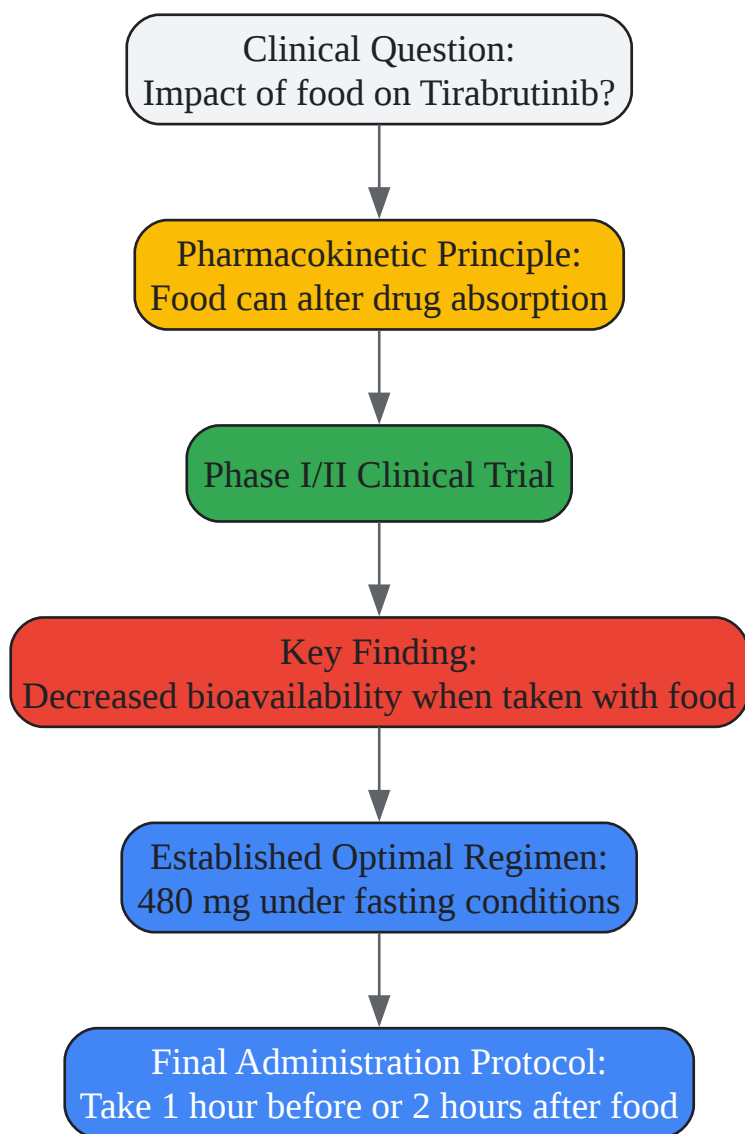 Clinical Question:
Impact of food on Tirabrutinib?
Pharmacokinetic Principle:
Food can alter drug absorption
Phase I/II Clinical Trial
Key Finding:
Decreased bioavailability when taken with food
Established Optimal Regimen:
480 mg under fasting conditions
Final Administration Protocol:
Take 1 hour before or 2 hours after food